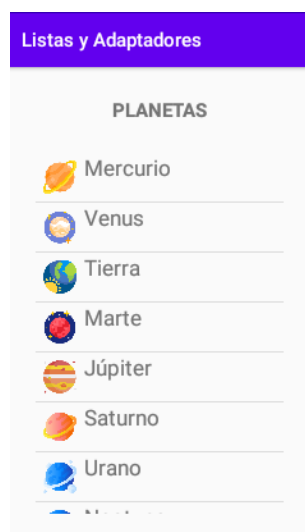 Listas y Adaptadores
PLANETAS
Mercurio
Venus
Tierra
Marte
Júpiter
Saturno
Urano